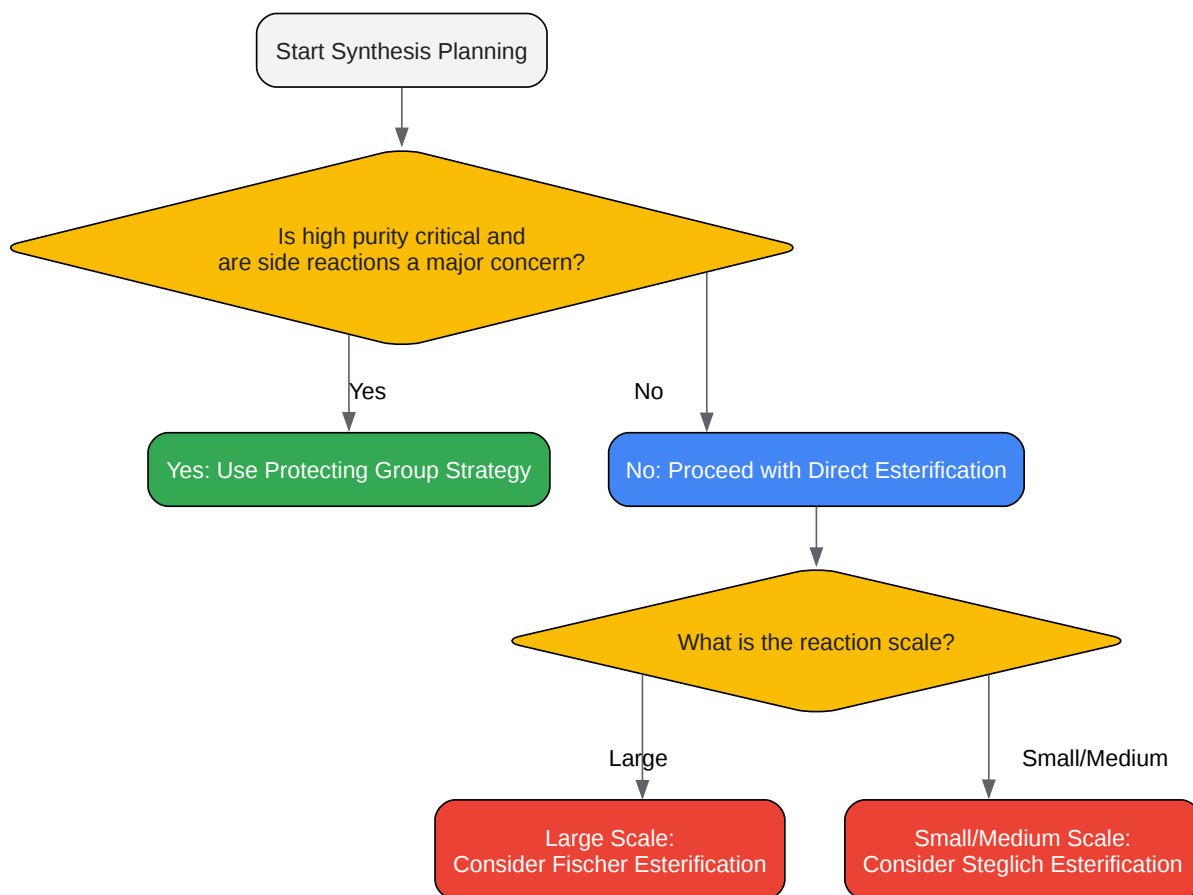 Start Synthesis Planning
Is high purity critical and
are side reactions a major concern?
Yes
No
Yes: Use Protecting Group Strategy
No: Proceed with Direct Esterification
What is the reaction scale?
Large
Small/Medium
Large Scale:
Consider Fischer Esterification
Small/Medium Scale:
Consider Steglich Esterification